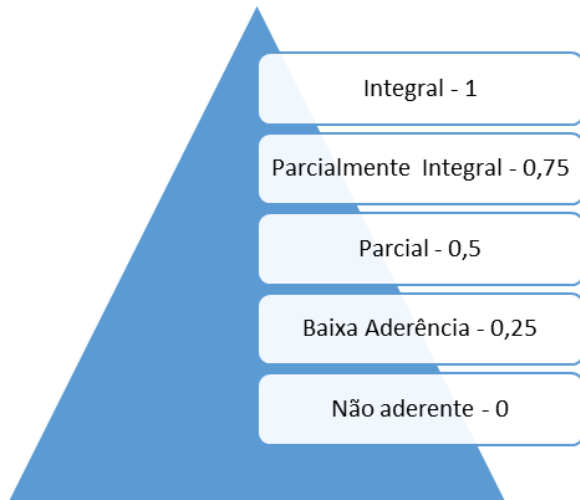 Integral - 1
Parcialmente Integral - 0,75
Parcial - 0,5
Baixa Aderência - 0,25
Não aderente - 0